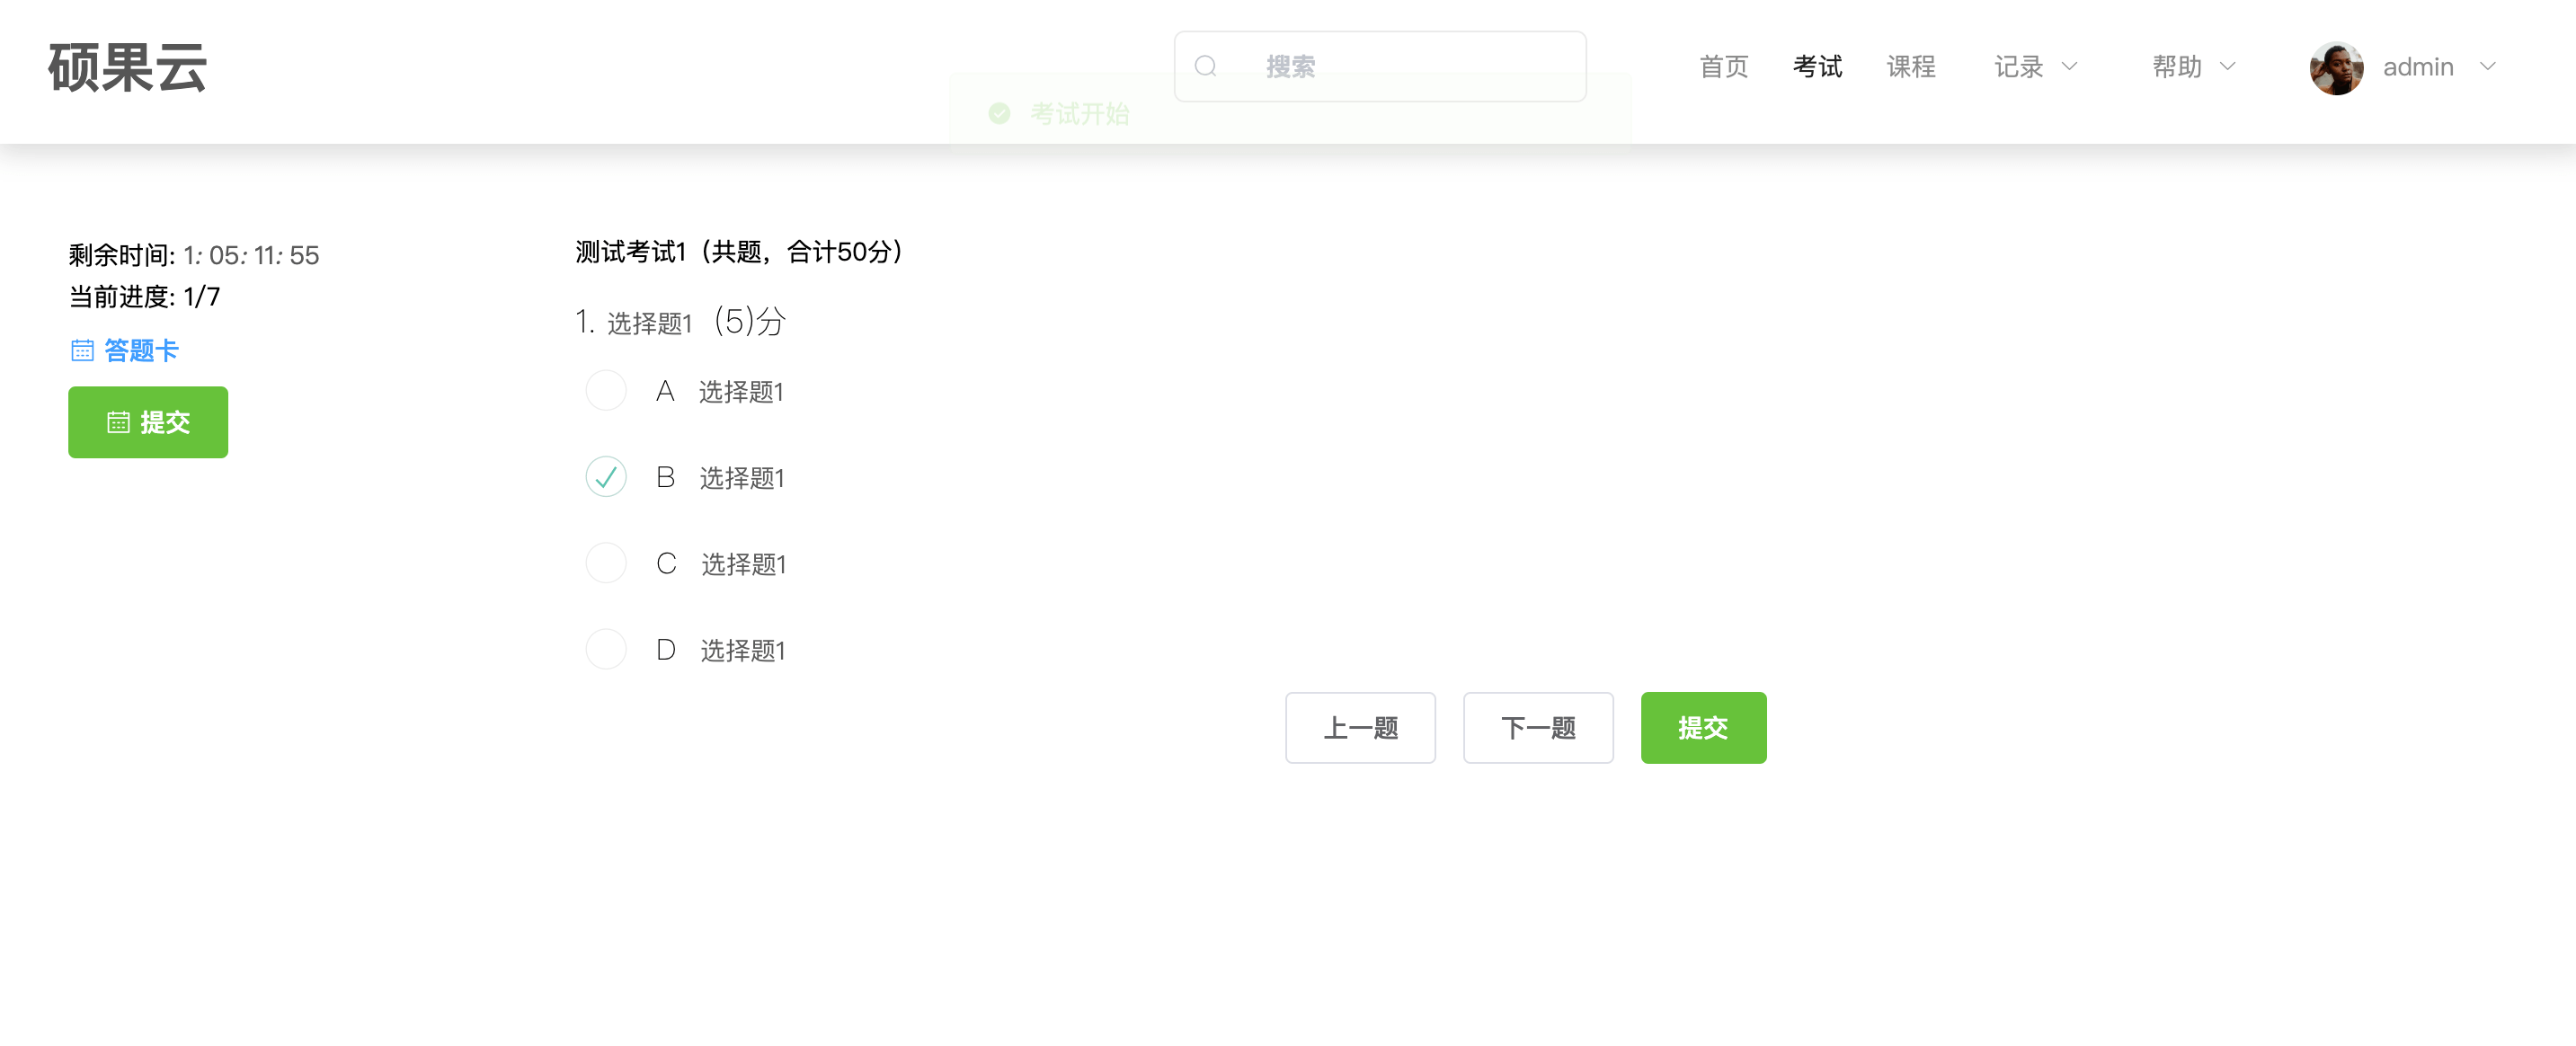 硕果云
搜索
首页 考试 课程 记录 帮助 admin
考试开始
剩余时间: 1: 05: 11: 55
当前进度: 1/7
答题卡
提交
测试考试1（共题，合计50分）
1. 选择题1 (5)分
A 选择题1
B 选择题1
C 选择题1
D 选择题1
上一题 下一题 提交